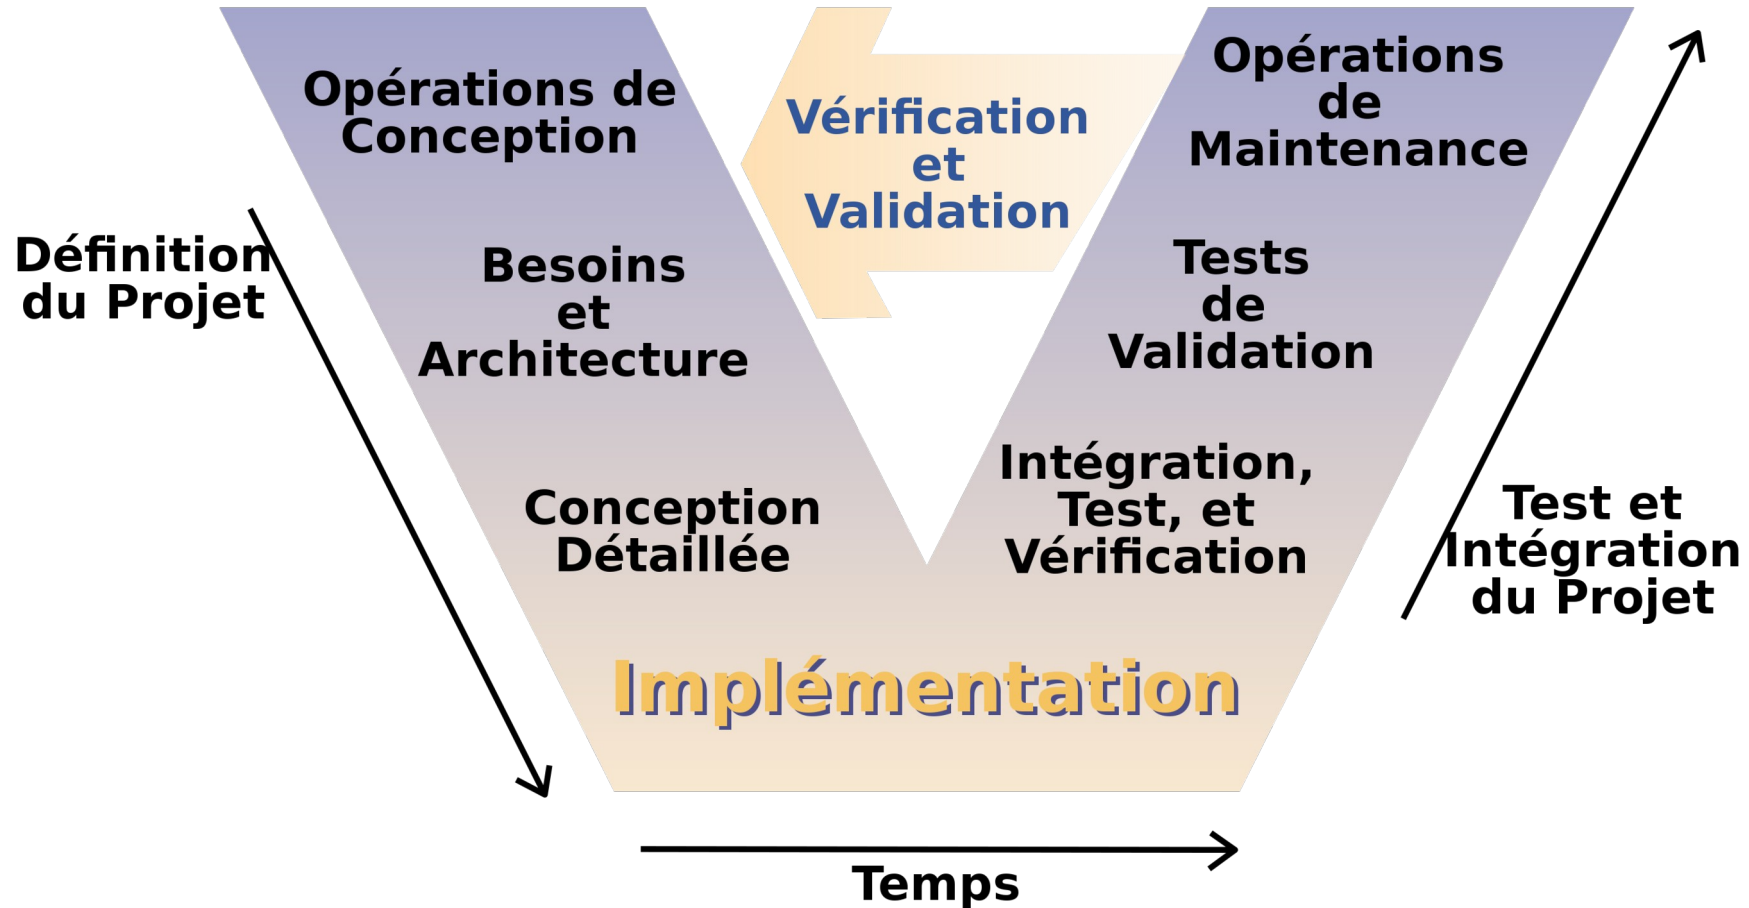 Opérations de
Conception
Vérification
et
Validation
Opérations
de
Maintenance
Définition
du Projet
Besoins
et
Architecture
Tests
de
Validation
Conception
Détaillée
Intégration,
Test, et
Vérification
Test et
Intégration
du Projet
Implémentation
Temps